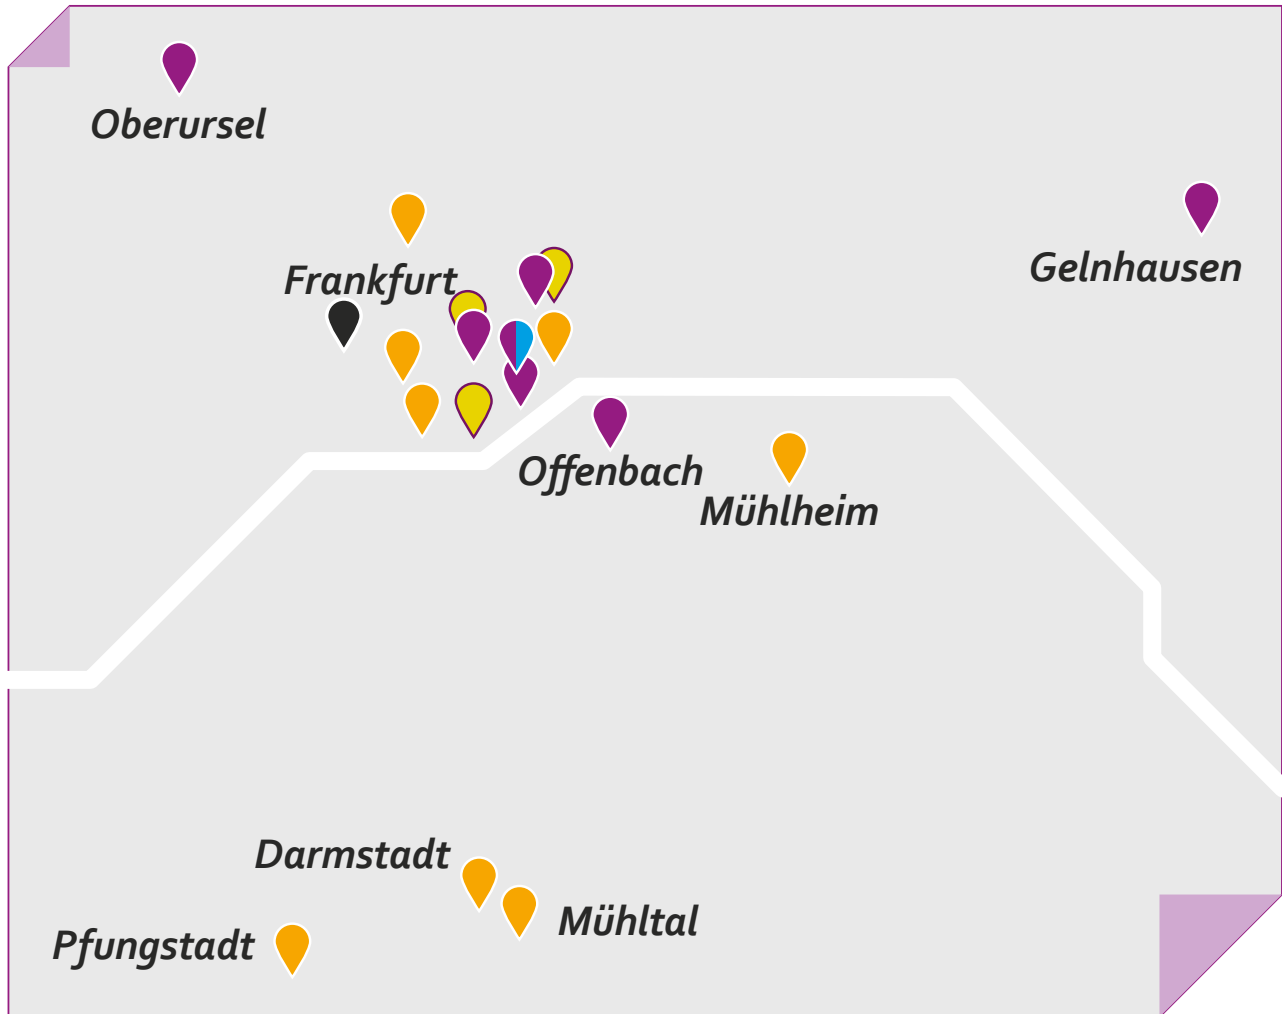 Oberursel
Gelnhausen
Frankfurt
Offenbach
Mühlheim
Darmstadt
Mühltal
Pfungstadt